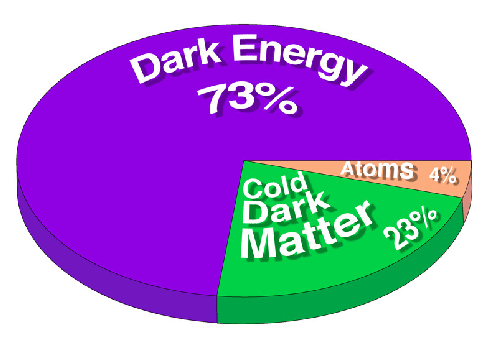 Dark Energy
73%
Atoms 4%
Cold
Dark
Matter 23%